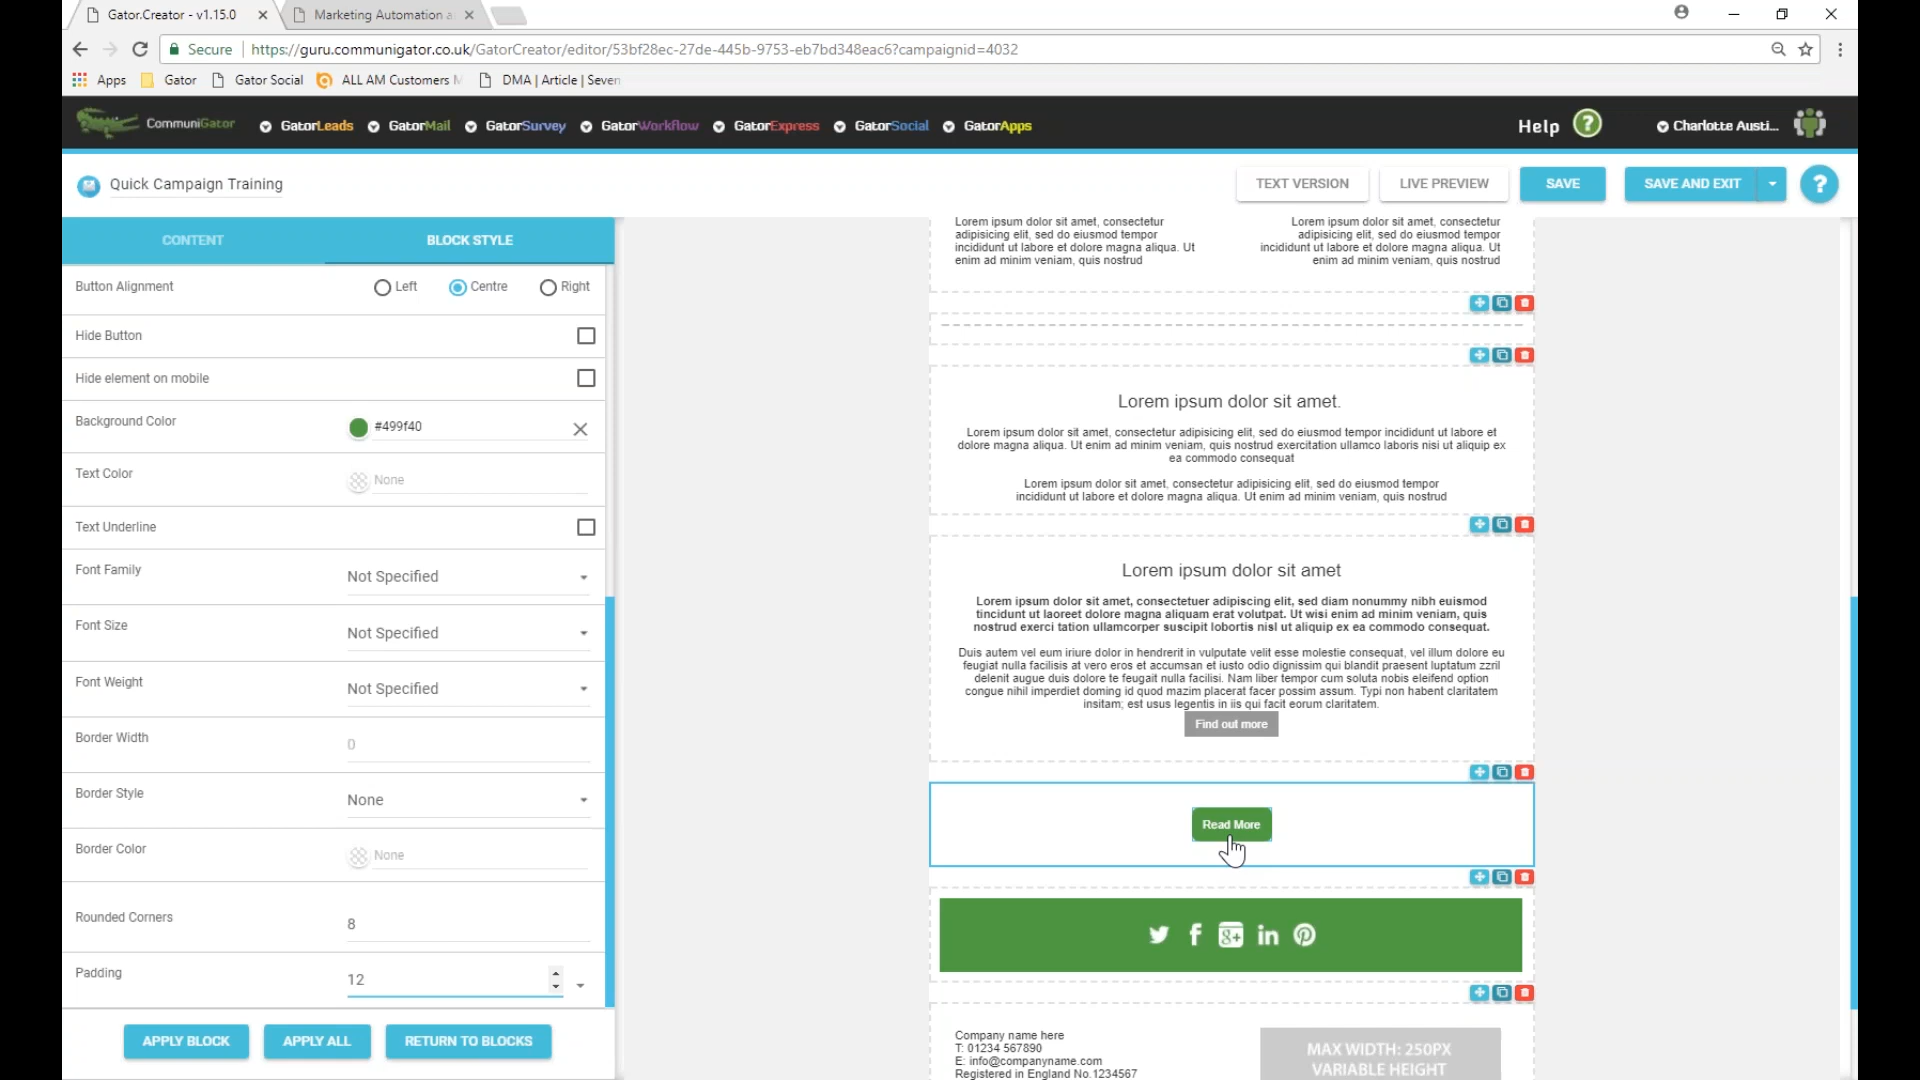 Gator.Creator - v1.15.0
Marketing Automation a
Secure
https://guru.communigator.co.uk/GatorCreator/editor/53bf28ec-27de-445b-9753-eb7bd348eac6?campaignid=4032
Apps
Gator
Gator Social
ALL AM Customers M
DMA | Article | Seven
CommuniGator
GatorLeads
GatorMail
GatorSurvey
GatorWorkflow
GatorExpress
GatorSocial
GatorApps
Help ?
Charlotte Austi...
Quick Campaign Training
TEXT VERSION
LIVE PREVIEW
SAVE
SAVE AND EXIT
?
CONTENT
BLOCK STYLE
Button Alignment
Left
Centre
Right
Hide Button
Hide element on mobile
Background Color
#499f40
Text Color
None
Text Underline
Font Family
Not Specified
Font Size
Not Specified
Font Weight
Not Specified
Border Width
0
Border Style
None
Border Color
None
Rounded Corners
8
Padding
12
APPLY BLOCK
APPLY ALL
RETURN TO BLOCKS
Lorem ipsum dolor sit amet, consectetur
adipisicing elit, sed do eiusmod tempor
incididunt ut labore et dolore magna aliqua. Ut
enim ad minim veniam, quis nostrud
Lorem ipsum dolor sit amet, consectetur
adipisicing elit, sed do eiusmod tempor
incididunt ut labore et dolore magna aliqua. Ut
enim ad minim veniam, quis nostrud
Lorem ipsum dolor sit amet.
Lorem ipsum dolor sit amet, consectetur adipisicing elit, sed do eiusmod tempor incididunt ut labore et
dolore magna aliqua. Ut enim ad minim veniam, quis nostrud exercitation ullamco laboris nisi ut aliquip ex
ea commodo consequat
Lorem ipsum dolor sit amet, consectetur adipisicing elit, sed do eiusmod tempor
incididunt ut labore et dolore magna aliqua. Ut enim ad minim veniam, quis nostrud
Lorem ipsum dolor sit amet
Lorem ipsum dolor sit amet, consectetuer adipiscing elit, sed diam nonummy nibh euismod
tincidunt ut laoreet dolore magna aliquam erat volutpat. Ut wisi enim ad minim veniam, quis
nostrud exerci tation ullamcorper suscipit lobortis nisl ut aliquip ex ea commodo consequat.
Duis autem vel eum iriure dolor in hendrerit in vulputate velit esse molestie consequat, vel illum dolore eu
feugiat nulla facilisis at vero eros et accumsan et iusto odio dignissim qui blandit praesent luptatum zzril
delenit augue duis dolore te feugait nulla facilisi. Nam liber tempor cum soluta nobis eleifend option
congue nihil imperdiet doming id quod mazim placerat facer possim assum. Typi non habent claritatem
insitam; est usus legentis in iis qui facit eorum claritatem.
Find out more
Read More
Company name here
T: 01234 567890
E: info@companyname.com
Registered in England No.1234567
MAX WIDTH: 250PX
VARIABLE HEIGHT